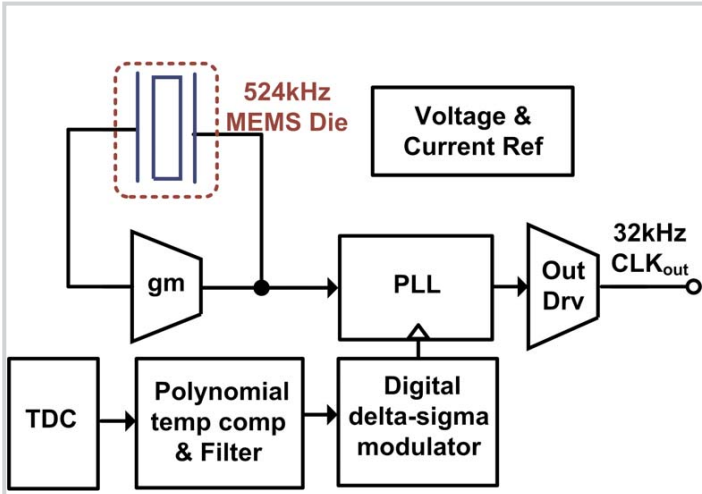 524kHz
MEMS Die
Voltage &
Current Ref
32kHz
CLKout
gm
PLL
Out
Drv
TDC
Polynomial
temp comp
& Filter
Digital
delta-sigma
modulator